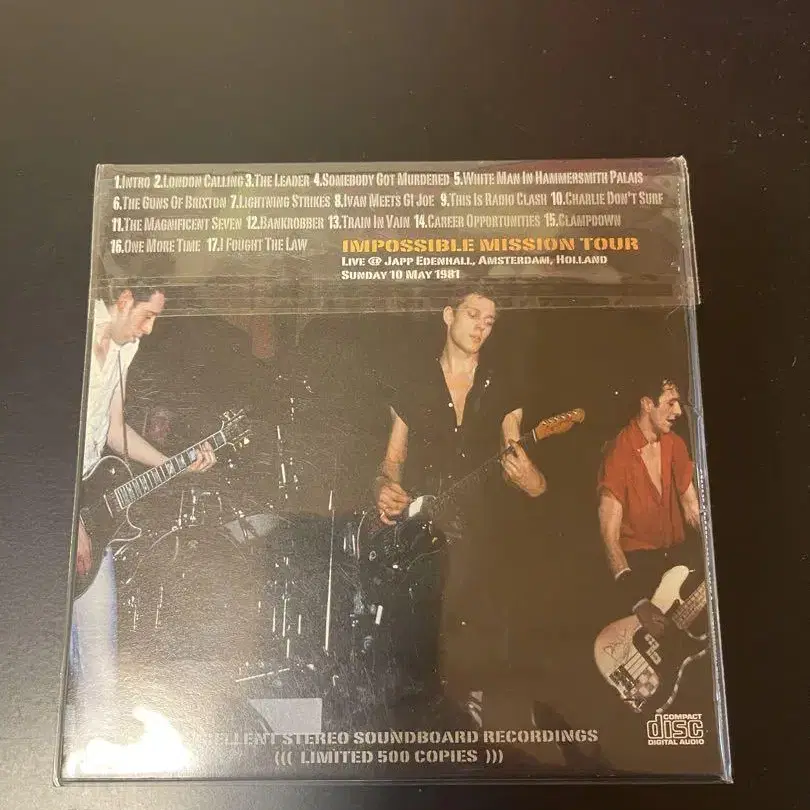 1.INTRO 2.LONDON CALLING 3.THE LEADER 4.SOMEBODY GOT MURDERED 5.WHITE MAN IN HAMMERSMITH PALAIS
6.THE GUNS OF BRIXTON 7.LIGHTNING STRIKES 8.IVAN MEETS GI JOE 9.THIS IS RADIO CLASH 10.CHARLIE DON'T SURF
11.THE MAGNIFICENT SEVEN 12.BANKROBBER 13.TRAIN IN VAIN 14.CAREER OPPORTUNITIES 15.CLAMPDOWN
16.ONE MORE TIME 17.I FOUGHT THE LAW
IMPOSSIBLE MISSION TOUR
LIVE @ JAPP EDENHALL, AMSTERDAM, HOLLAND
SUNDAY 10 MAY 1981
STEREO SOUNDBOARD RECORDINGS
((( LIMITED 500 COPIES )))
COMPACT
disc
DIGITAL AUDIO